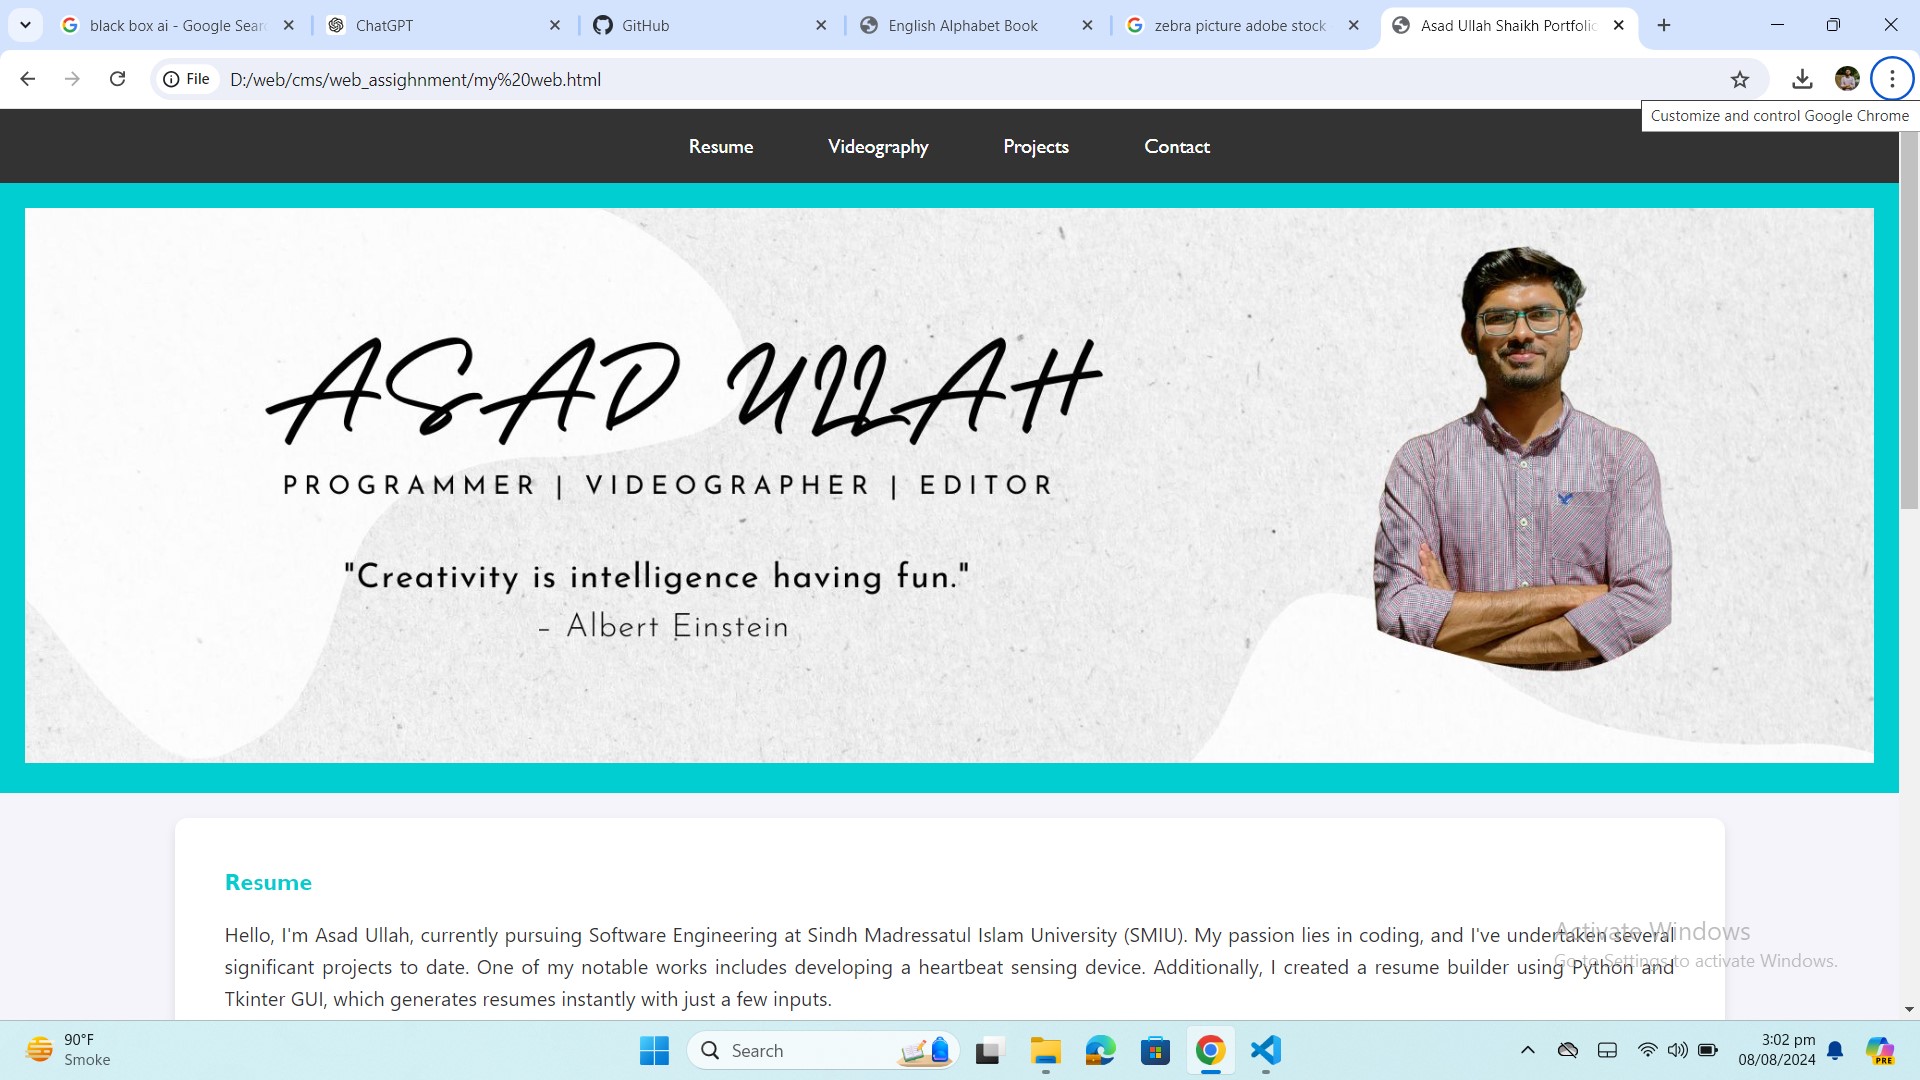 black box ai - Google Sear
ChatGPT
GitHub
English Alphabet Book
zebra picture adobe stock
Asad Ullah Shaikh Portfolio
File
D:/web/cms/web_assighnment/my%20web.html
Customize and control Google Chrome
Resume
Videography
Projects
Contact
ASAD ULLAH
PROGRAMMER | VIDEOGRAPHER | EDITOR
"Creativity is intelligence having fun."
– Albert Einstein
Resume
Hello, I'm Asad Ullah, currently pursuing Software Engineering at Sindh Madressatul Islam University (SMIU). My passion lies in coding, and I've undertaken several
significant projects to date. One of my notable works includes developing a heartbeat sensing device. Additionally, I created a resume builder using Python and
Tkinter GUI, which generates resumes instantly with just a few inputs.
Activate Windows
Go to Settings to activate Windows.
90°F
Smoke
Search
3:02 pm
08/08/2024
PRE